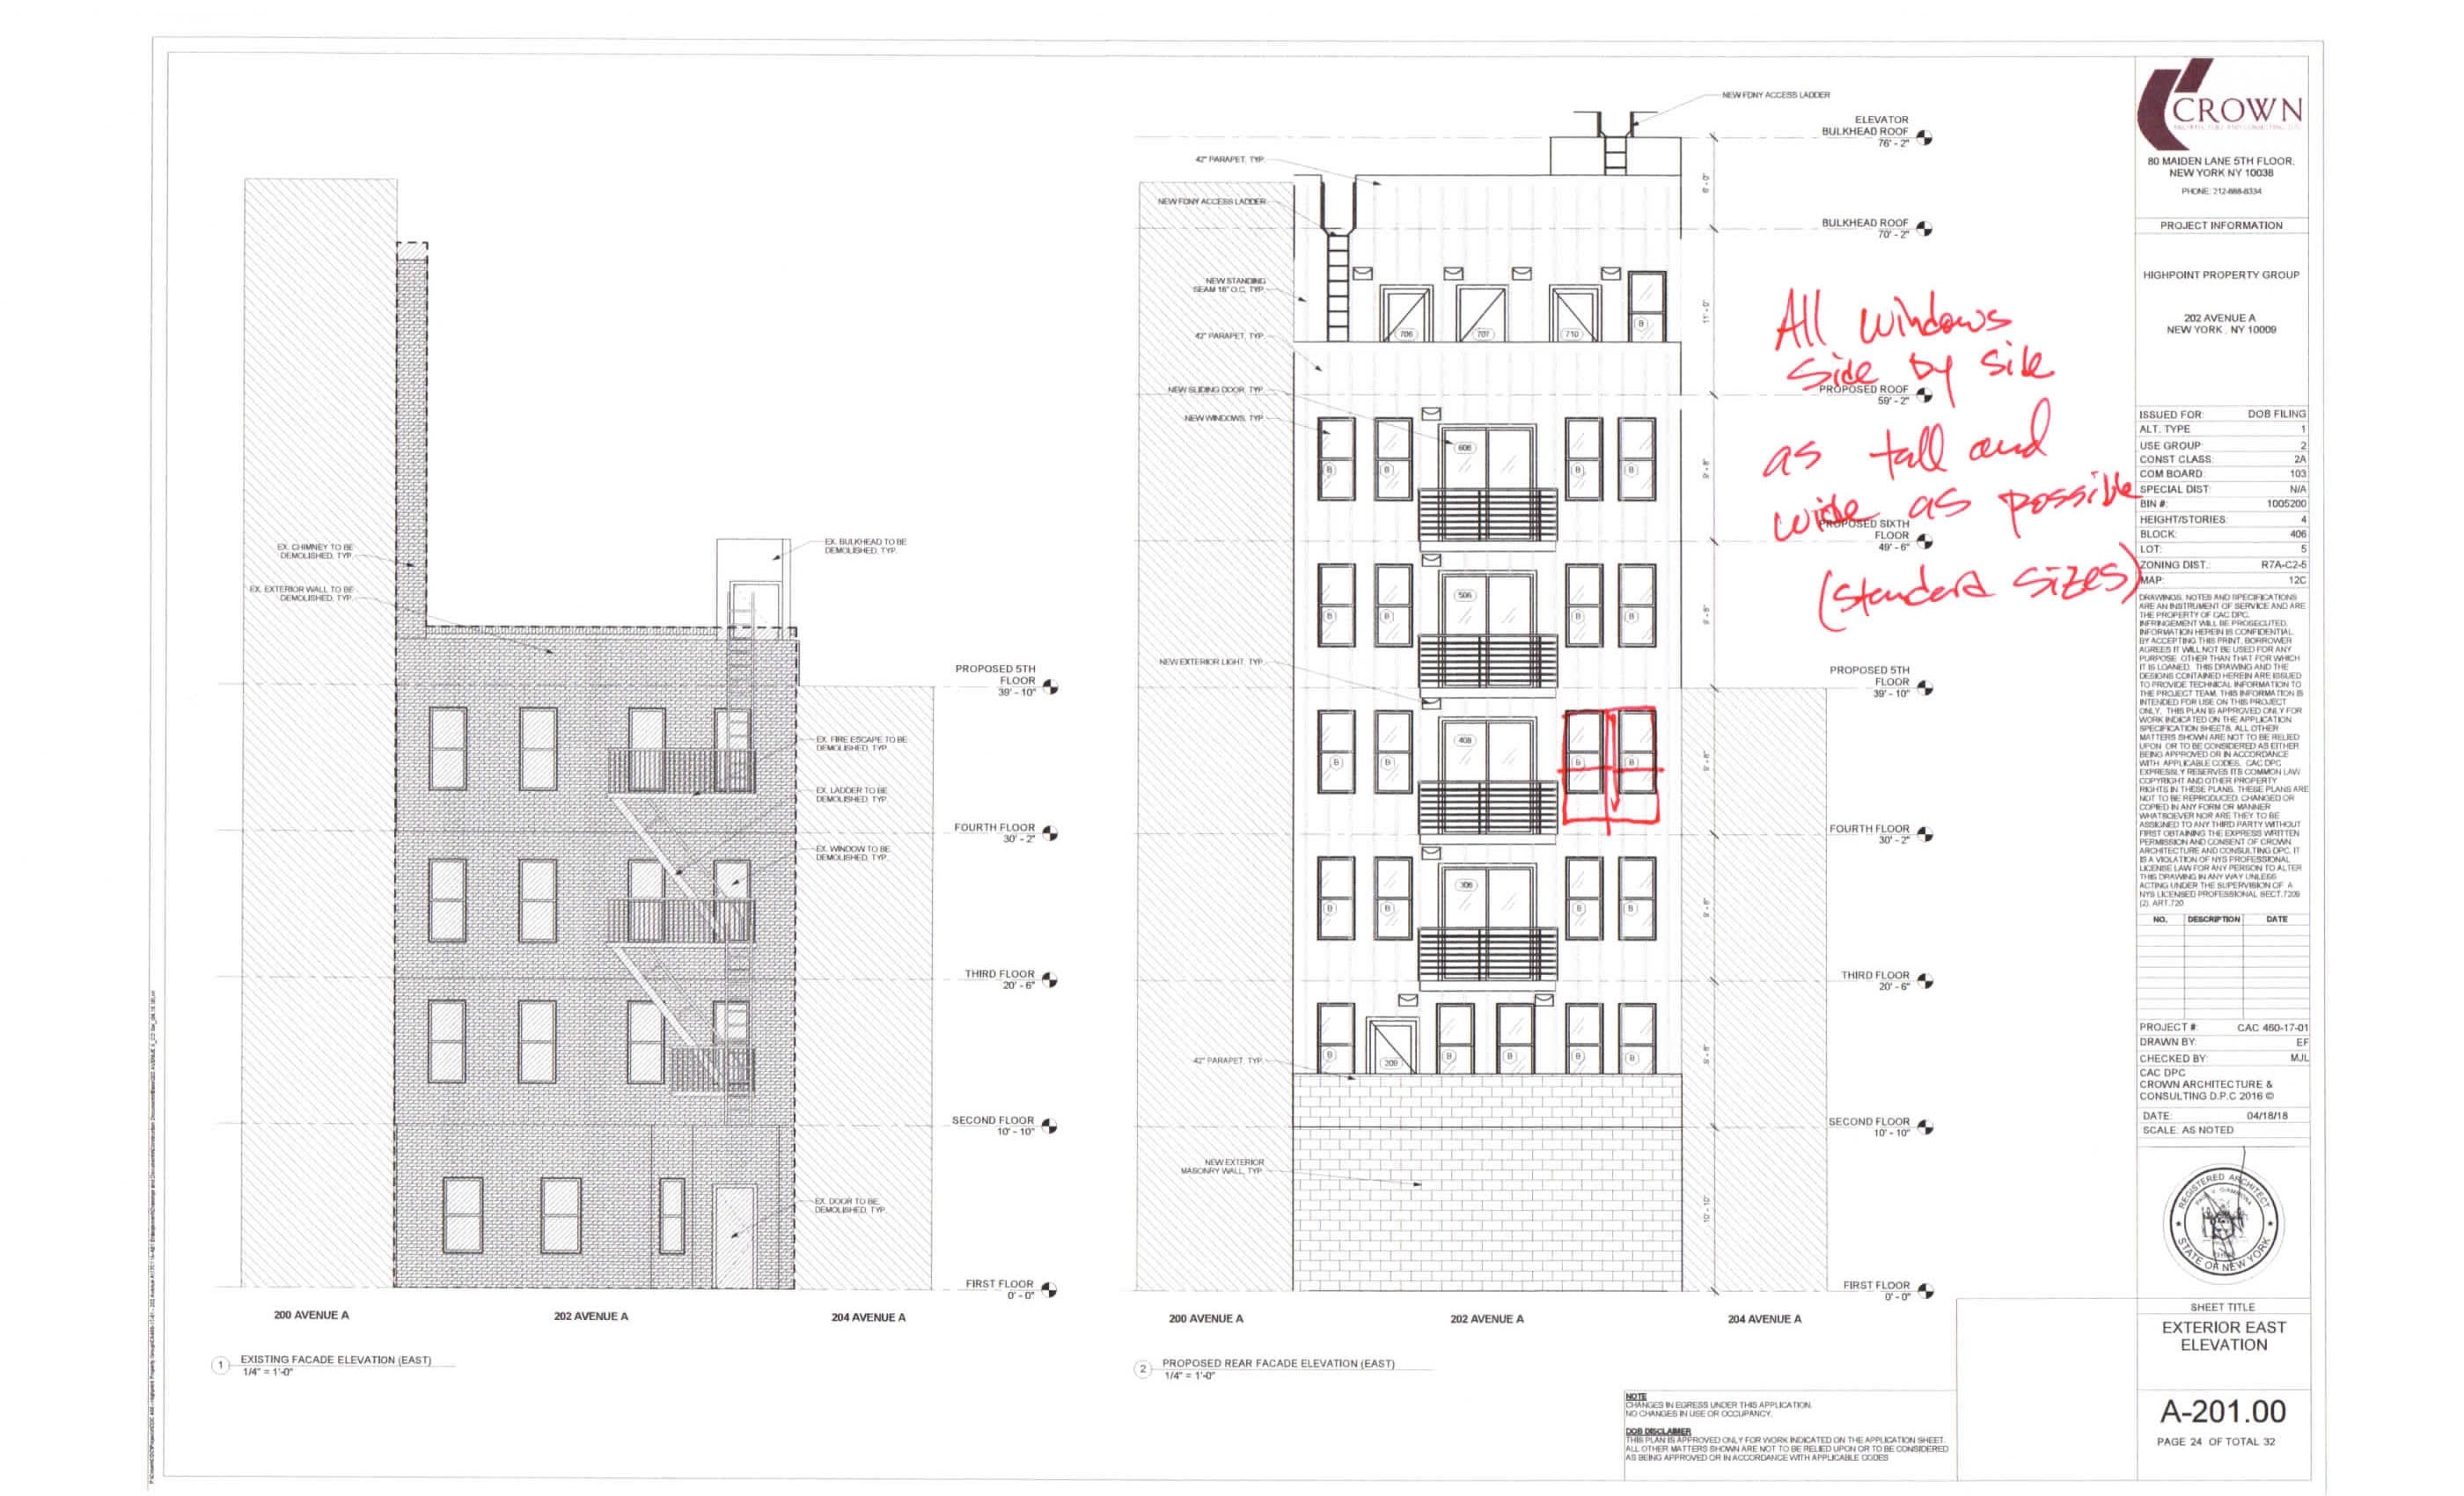 EX. CHIMNEY TO BE
DEMOLISHED, TYP.
EX. EXTERIOR WALL TO BE
DEMOLISHED, TYP.
EX. BULKHEAD TO BE
DEMOLISHED, TYP.
EX. FIRE ESCAPE TO BE
DEMOLISHED, TYP.
EX. LADDER TO BE
DEMOLISHED, TYP.
EX. WINDOW TO BE
DEMOLISHED, TYP.
EX. DOOR TO BE
DEMOLISHED, TYP.
PROPOSED 5TH
FLOOR
39' - 10"
FOURTH FLOOR
30' - 2"
THIRD FLOOR
20' - 6"
SECOND FLOOR
10' - 10"
FIRST FLOOR
0' - 0"
200 AVENUE A
202 AVENUE A
204 AVENUE A
1 EXISTING FACADE ELEVATION (EAST)
1/4" = 1'-0"
NEW FDNY ACCESS LADDER
42" PARAPET, TYP.
NEW FDNY ACCESS LADDER
NEW STANDING
SEAM 16" O.C, TYP.
42" PARAPET, TYP.
NEW SLIDING DOOR, TYP.
NEW WINDOWS, TYP.
NEW EXTERIOR LIGHT, TYP.
42" PARAPET, TYP.
NEW EXTERIOR
MASONRY WALL, TYP.
706
707
710
B
606
B B B B
506
B B B B
408
B B B B
306
B B B B
209
B B B B B
6'-0"
11'-0"
9'-8"
9'-8"
9'-8"
9'-8"
9'-8"
10'-10"
ELEVATOR
BULKHEAD ROOF
76' - 2"
BULKHEAD ROOF
70' - 2"
PROPOSED ROOF
59' - 2"
PROPOSED SIXTH
FLOOR
49' - 6"
PROPOSED 5TH
FLOOR
39' - 10"
FOURTH FLOOR
30' - 2"
THIRD FLOOR
20' - 6"
SECOND FLOOR
10' - 10"
FIRST FLOOR
0' - 0"
All windows
side by side
as tall and
wide as possible
(standard sizes)
200 AVENUE A
202 AVENUE A
204 AVENUE A
2 PROPOSED REAR FACADE ELEVATION (EAST)
1/4" = 1'-0"
NOTE
CHANGES IN EGRESS UNDER THIS APPLICATION.
NO CHANGES IN USE OR OCCUPANCY.
DOB DISCLAIMER
THIS PLAN IS APPROVED ONLY FOR WORK INDICATED ON THE APPLICATION SHEET.
ALL OTHER MATTERS SHOWN ARE NOT TO BE RELIED UPON OR TO BE CONSIDERED
AS BEING APPROVED OR IN ACCORDANCE WITH APPLICABLE CODES
CROWN
80 MAIDEN LANE 5TH FLOOR.
NEW YORK NY 10038
PHONE: 212-888-8334
PROJECT INFORMATION
HIGHPOINT PROPERTY GROUP
202 AVENUE A
NEW YORK , NY 10009
ISSUED FOR: DOB FILING
ALT. TYPE 1
USE GROUP: 2
CONST CLASS: 2A
COM BOARD: 103
SPECIAL DIST: N/A
BIN #: 1005200
HEIGHT/STORIES: 4
BLOCK: 406
LOT: 5
ZONING DIST.: R7A-C2-5
MAP: 12C
DRAWINGS, NOTES AND SPECIFICATIONS
ARE AN INSTRUMENT OF SERVICE AND ARE
THE PROPERTY OF CAC DPC.
INFRINGEMENT WILL BE PROSECUTED.
INFORMATION HEREIN IS CONFIDENTIAL
BY ACCEPTING THIS PRINT, BORROWER
AGREES IT WILL NOT BE USED FOR ANY
PURPOSE OTHER THAN THAT FOR WHICH
IT IS LOANED. THIS DRAWING AND THE
DESIGNS CONTAINED HEREIN ARE ISSUED
TO PROVIDE TECHNICAL INFORMATION TO
THE PROJECT TEAM. THIS INFORMATION IS
INTENDED FOR USE ON THIS PROJECT
ONLY. THIS PLAN IS APPROVED ONLY FOR
WORK INDICATED ON THE APPLICATION
SPECIFICATION SHEETS. ALL OTHER
MATTERS SHOWN ARE NOT TO BE RELIED
UPON OR TO BE CONSIDERED AS EITHER
BEING APPROVED OR IN ACCORDANCE
WITH APPLICABLE CODES. CAC DPC
EXPRESSLY RESERVES ITS COMMON LAW
COPYRIGHT AND OTHER PROPERTY
RIGHTS IN THESE PLANS. THESE PLANS ARE
NOT TO BE REPRODUCED, CHANGED OR
COPIED IN ANY FORM OR MANNER
WHATSOEVER NOR ARE THEY TO BE
ASSIGNED TO ANY THIRD PARTY WITHOUT
FIRST OBTAINING THE EXPRESS WRITTEN
PERMISSION AND CONSENT OF CROWN
ARCHITECTURE AND CONSULTING DPC. IT
IS A VIOLATION OF NYS PROFESSIONAL
LICENSE LAW FOR ANY PERSON TO ALTER
THIS DRAWING IN ANY WAY UNLESS
ACTING UNDER THE SUPERVISION OF A
NYS LICENSED PROFESSIONAL SECT.7209
(2). ART.720
NO. DESCRIPTION DATE
PROJECT #: CAC 460-17-01
DRAWN BY: EF
CHECKED BY: MJL
CAC DPC
CROWN ARCHITECTURE &
CONSULTING D.P.C 2016 ©
DATE: 04/18/18
SCALE: AS NOTED
REGISTERED ARCHITECT
STATE OF NEW YORK
SHEET TITLE
EXTERIOR EAST
ELEVATION
A-201.00
PAGE 24 OF TOTAL 32